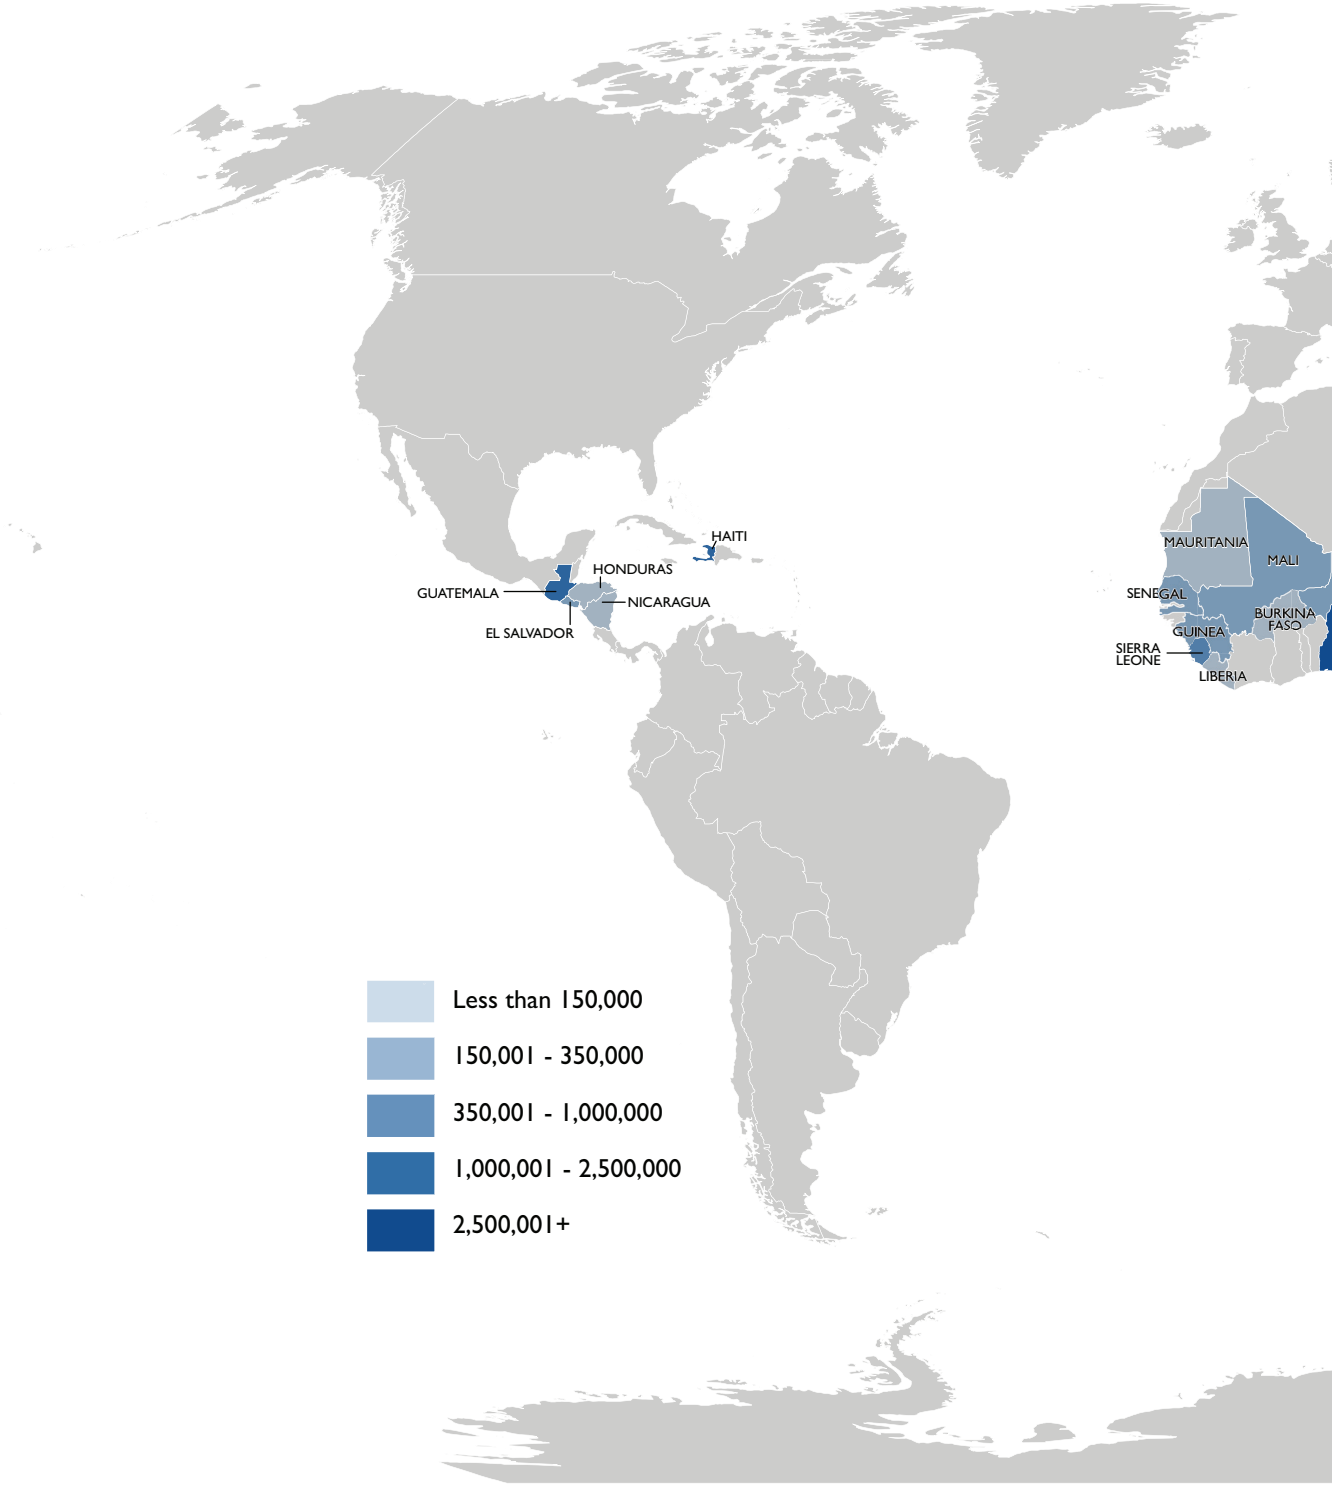 HAITI
HONDURAS
GUATEMALA
NICARAGUA
EL SALVADOR
MAURITANIA
MALI
SENEGAL
BURKINA
FASO
GUINEA
SIERRA
LEONE
LIBERIA
Less than 150,000
150,001 - 350,000
350,001 - 1,000,000
1,000,001 - 2,500,000
2,500,001+